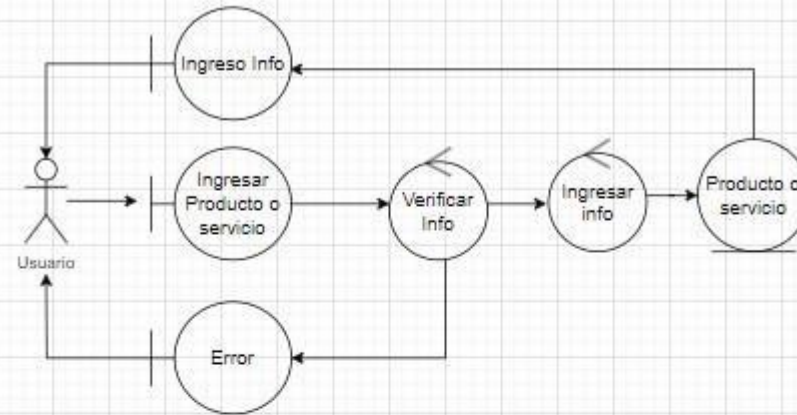 Ingreso Info
Ingresar
Producto o
servicio
Verificar
Info
Ingresar
info
Producto o
servicio
Usuario
Error